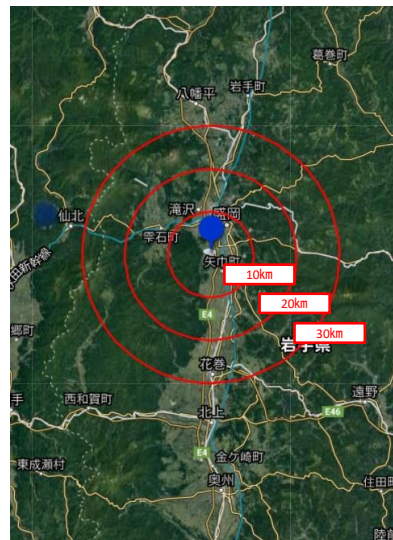 葛巻町
岩手町
八幡平
滝沢
盛岡
仙北
雫石町
矢巾町
10km
田新幹線
20km
E4
30km
郷町
岩手県
花巻
遠野
手
西和賀町
北上
E46
E4
金ケ崎町
東成瀬村
奥州
住田町
陸前